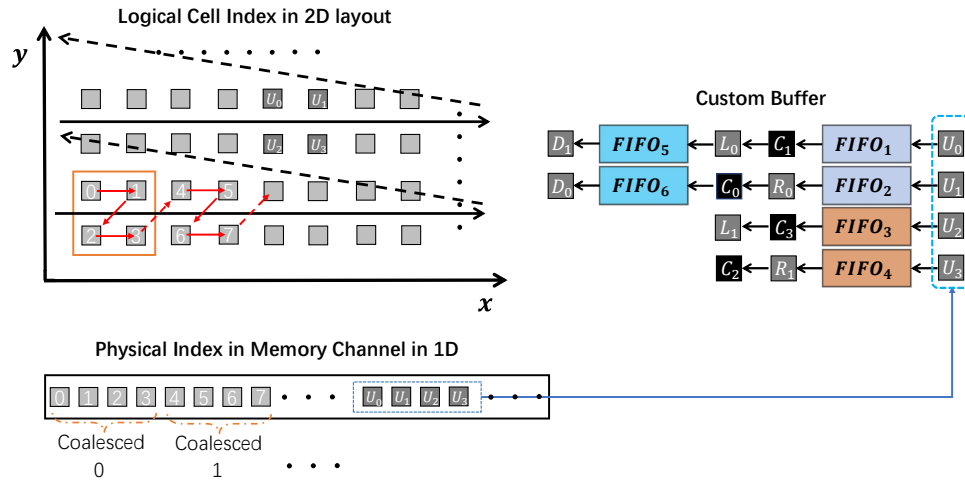 Logical Cell Index in 2D layout
y
. . . . . . . .
U₀ U₁
U₂ U₃
0 1 4 5
2 3 6 7
x
Custom Buffer
D₁ FIFO₅ L₀ C₁ FIFO₁ U₀
D₀ FIFO₆ C₀ R₀ FIFO₂ U₁
L₁ C₃ FIFO₃ U₂
C₂ R₁ FIFO₄ U₃
Physical Index in Memory Channel in 1D
0 1 2 3 4 5 6 7 . . . U₀ U₁ U₂ U₃ . . . .
Coalesced Coalesced
0 1 . . . .